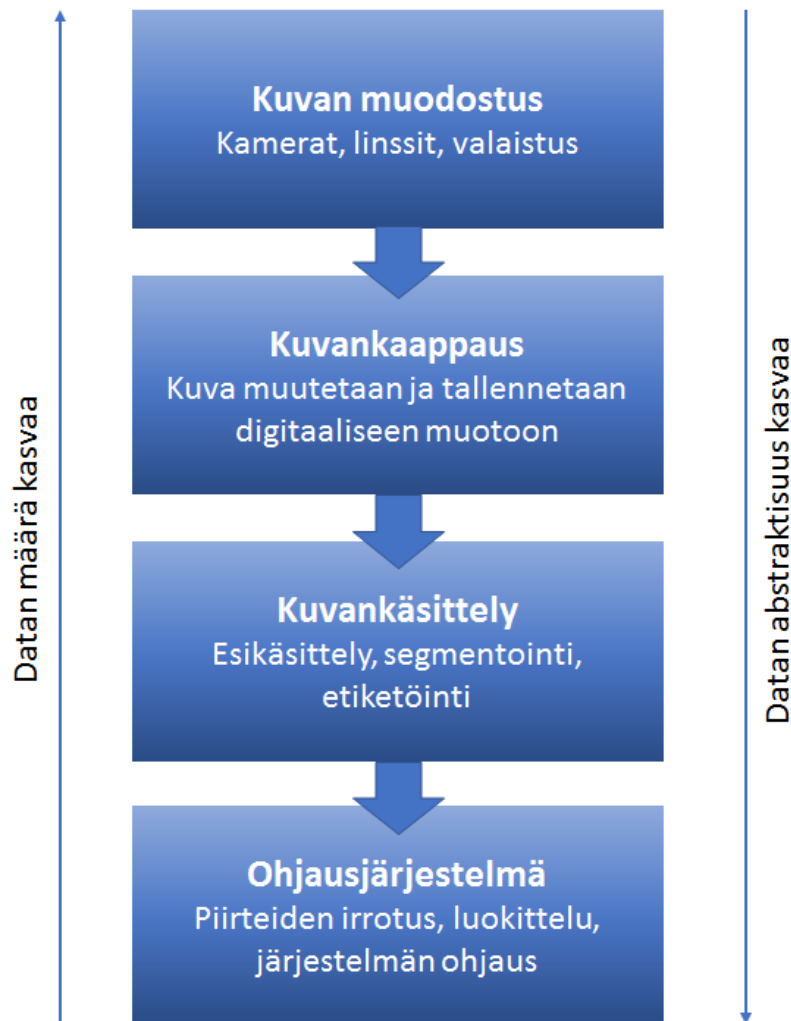 Kuvan muodostus
Kamerat, linssit, valaistus
Kuvankaappaus
Kuva muutetaan ja tallennetaan
digitaaliseen muotoon
Kuvankäsittely
Esikäsittely, segmentointi,
etiketöinti
Ohjausjärjestelmä
Piirteiden irrotus, luokittelu,
järjestelmän ohjaus
Datan määrä kasvaa
Datan abstraktisuus kasvaa